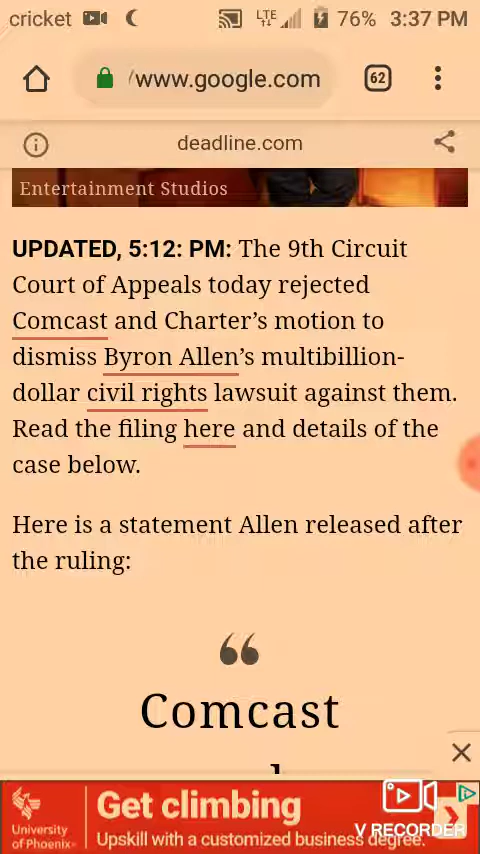 cricket LTE 76% 3:37 PM
/www.google.com 62
deadline.com
Entertainment Studios
UPDATED, 5:12: PM: The 9th Circuit
Court of Appeals today rejected
Comcast and Charter’s motion to
dismiss Byron Allen’s multibillion-
dollar civil rights lawsuit against them.
Read the filing here and details of the
case below.
Here is a statement Allen released after
the ruling:
“
Comcast
University
of Phoenix
Get climbing
Upskill with a customized business degree.
V RECORDER